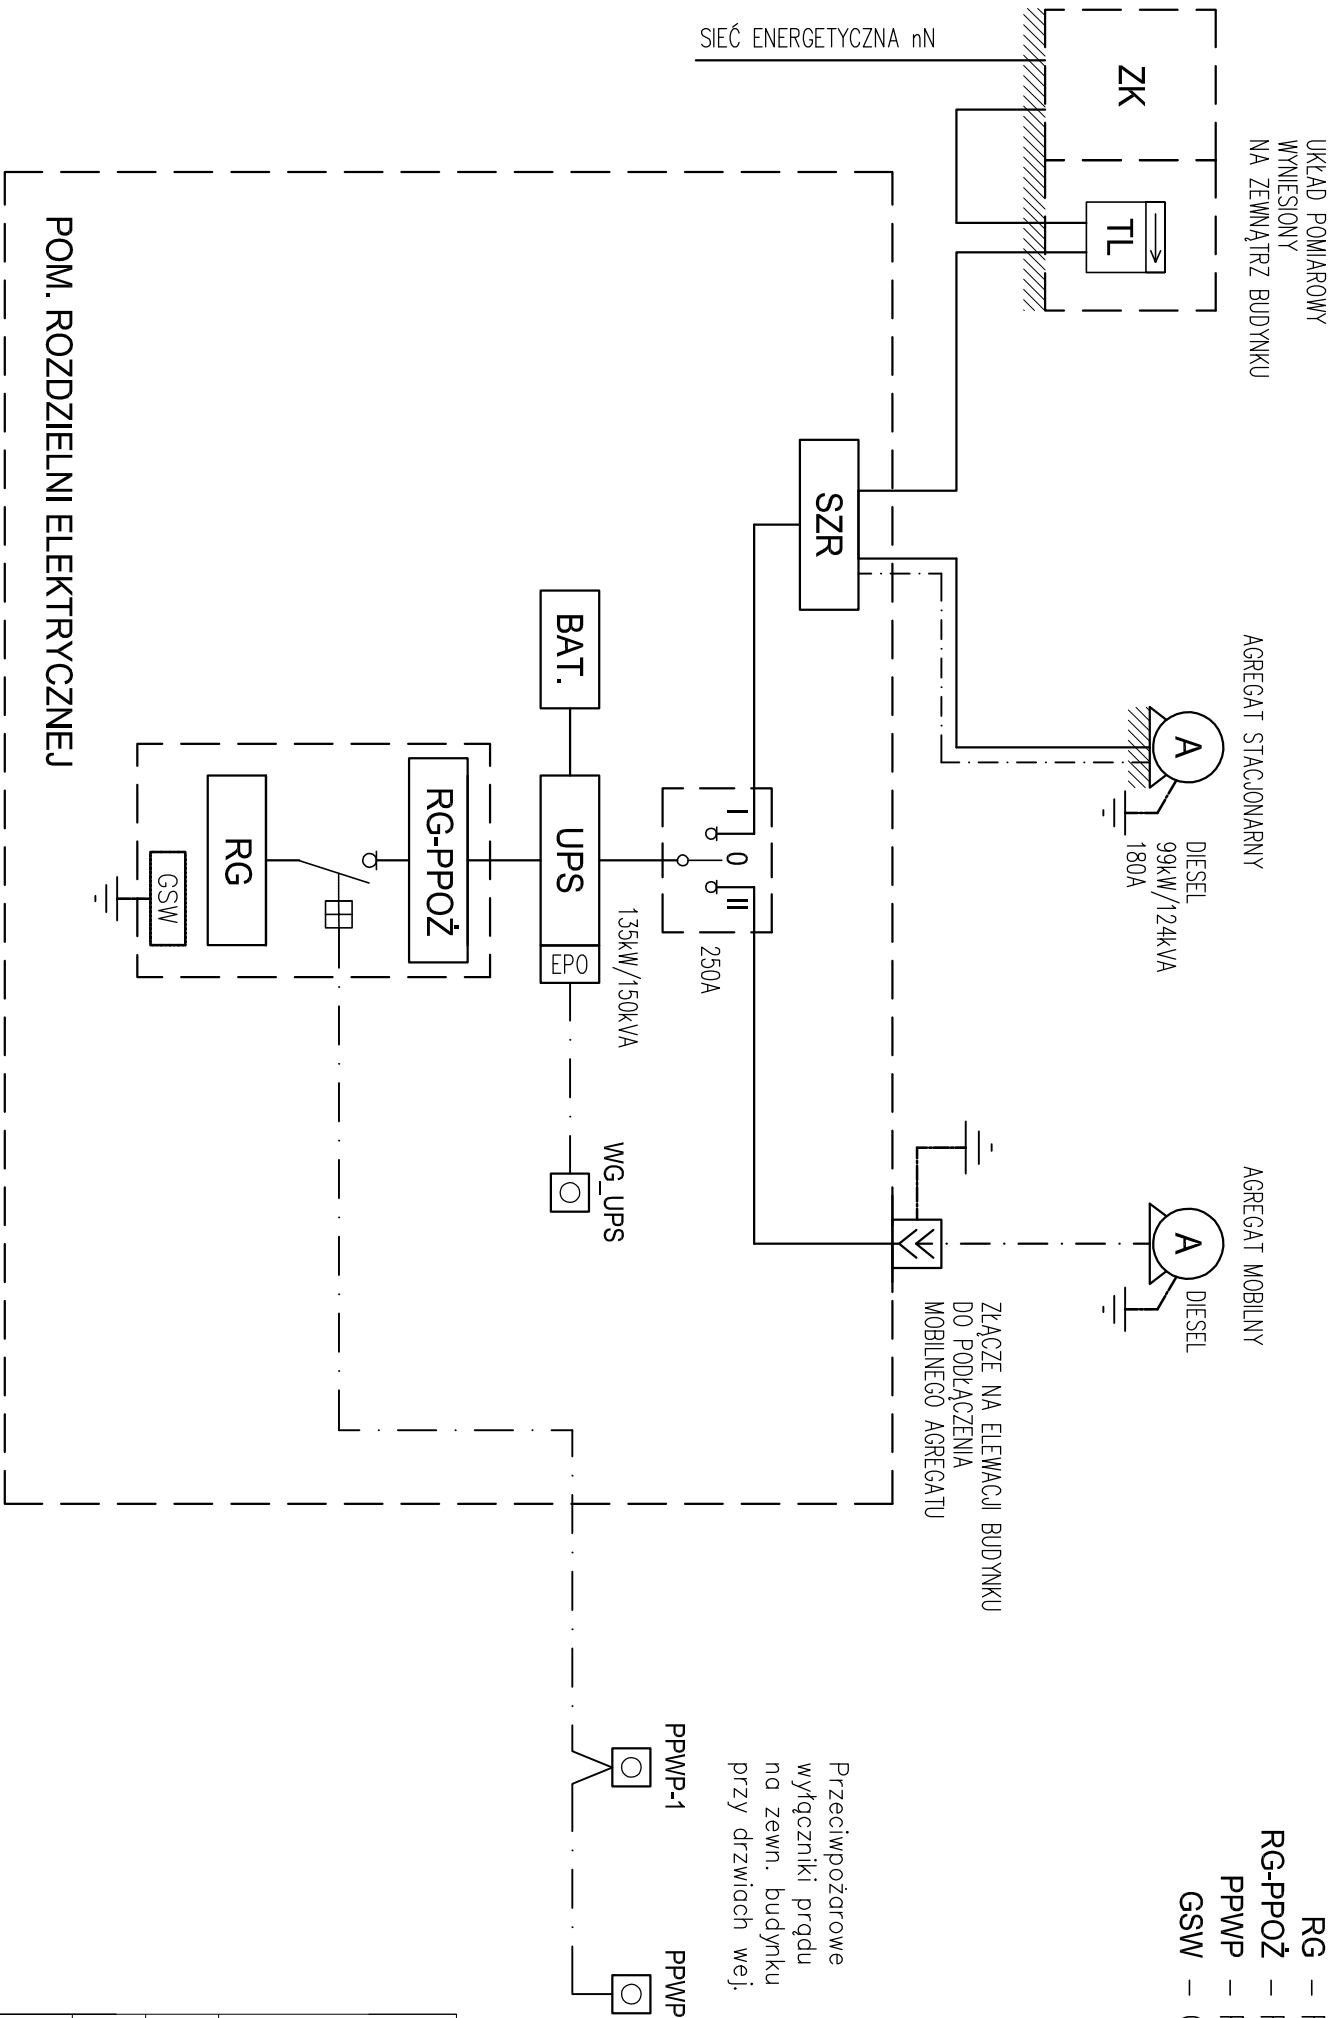 SIEĆ ENERGETYCZNA nN
ZK
TL
UKŁAD POMIAROWY
WYNIESIONY
NA ZEWNĄTRZ BUDYNKU
AGREGAT STACJONARNY
A
DIESEL
99kW/124kVA
180A
AGREGAT MOBILNY
A
DIESEL
ZŁĄCZE NA ELEWACJI BUDYNKU
DO PODŁĄCZENIA
MOBILNEGO AGREGATU
SZR
I
0
II
250A
BAT.
UPS
EPO
135kW/150kVA
WG_UPS
RG-PPOŻ
RG
GSW
POM. ROZDZIELNI ELEKTRYCZNEJ
Przeciwpożarowe
wyłączniki prądu
na zewn. budynku
przy drzwiach wej.
PPWP-1
PPWP
RG –
RG-PPOŻ –
PPWP –
GSW –